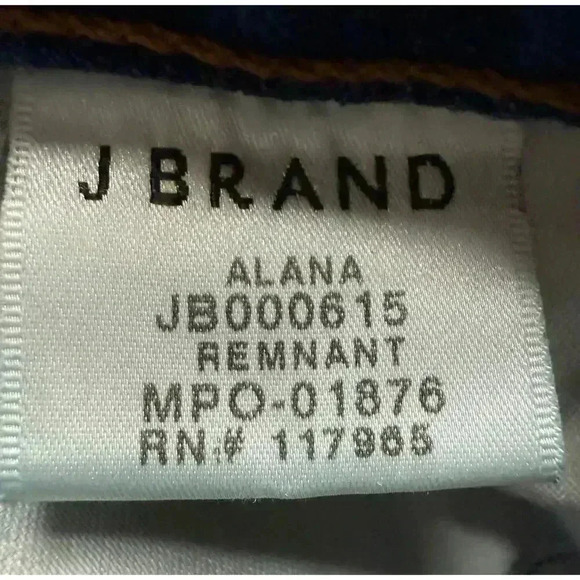 J BRAND
ALANA
JB000615
REMNANT
MPO-01876
RN:# 117965